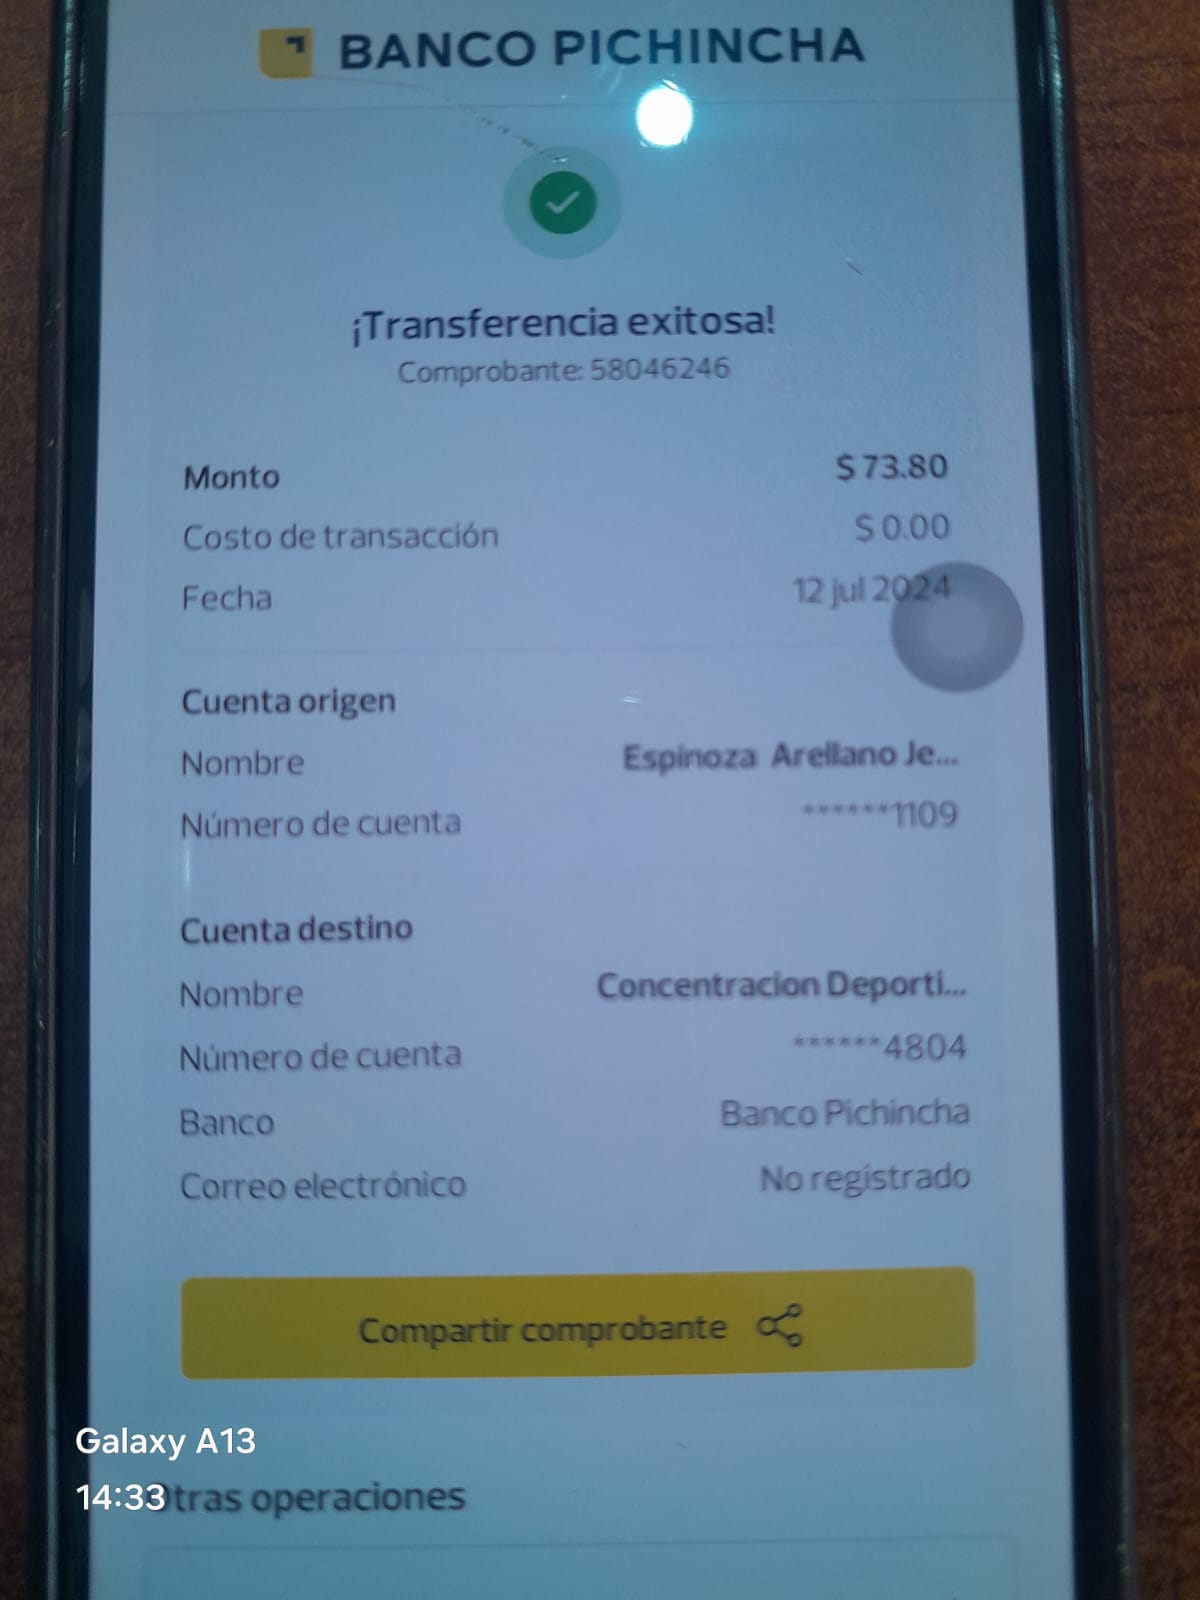 BANCO PICHINCHA
¡Transferencia exitosa!
Comprobante: 58046246
Monto $ 73.80
Costo de transacción $ 0.00
Fecha 12 jul 2024
Cuenta origen
Nombre Espinoza Arellano Je...
Número de cuenta ******1109
Cuenta destino
Nombre Concentracion Deporti...
Número de cuenta ******4804
Banco Banco Pichincha
Correo electrónico No registrado
Compartir comprobante
Galaxy A13
14:33
Otras operaciones